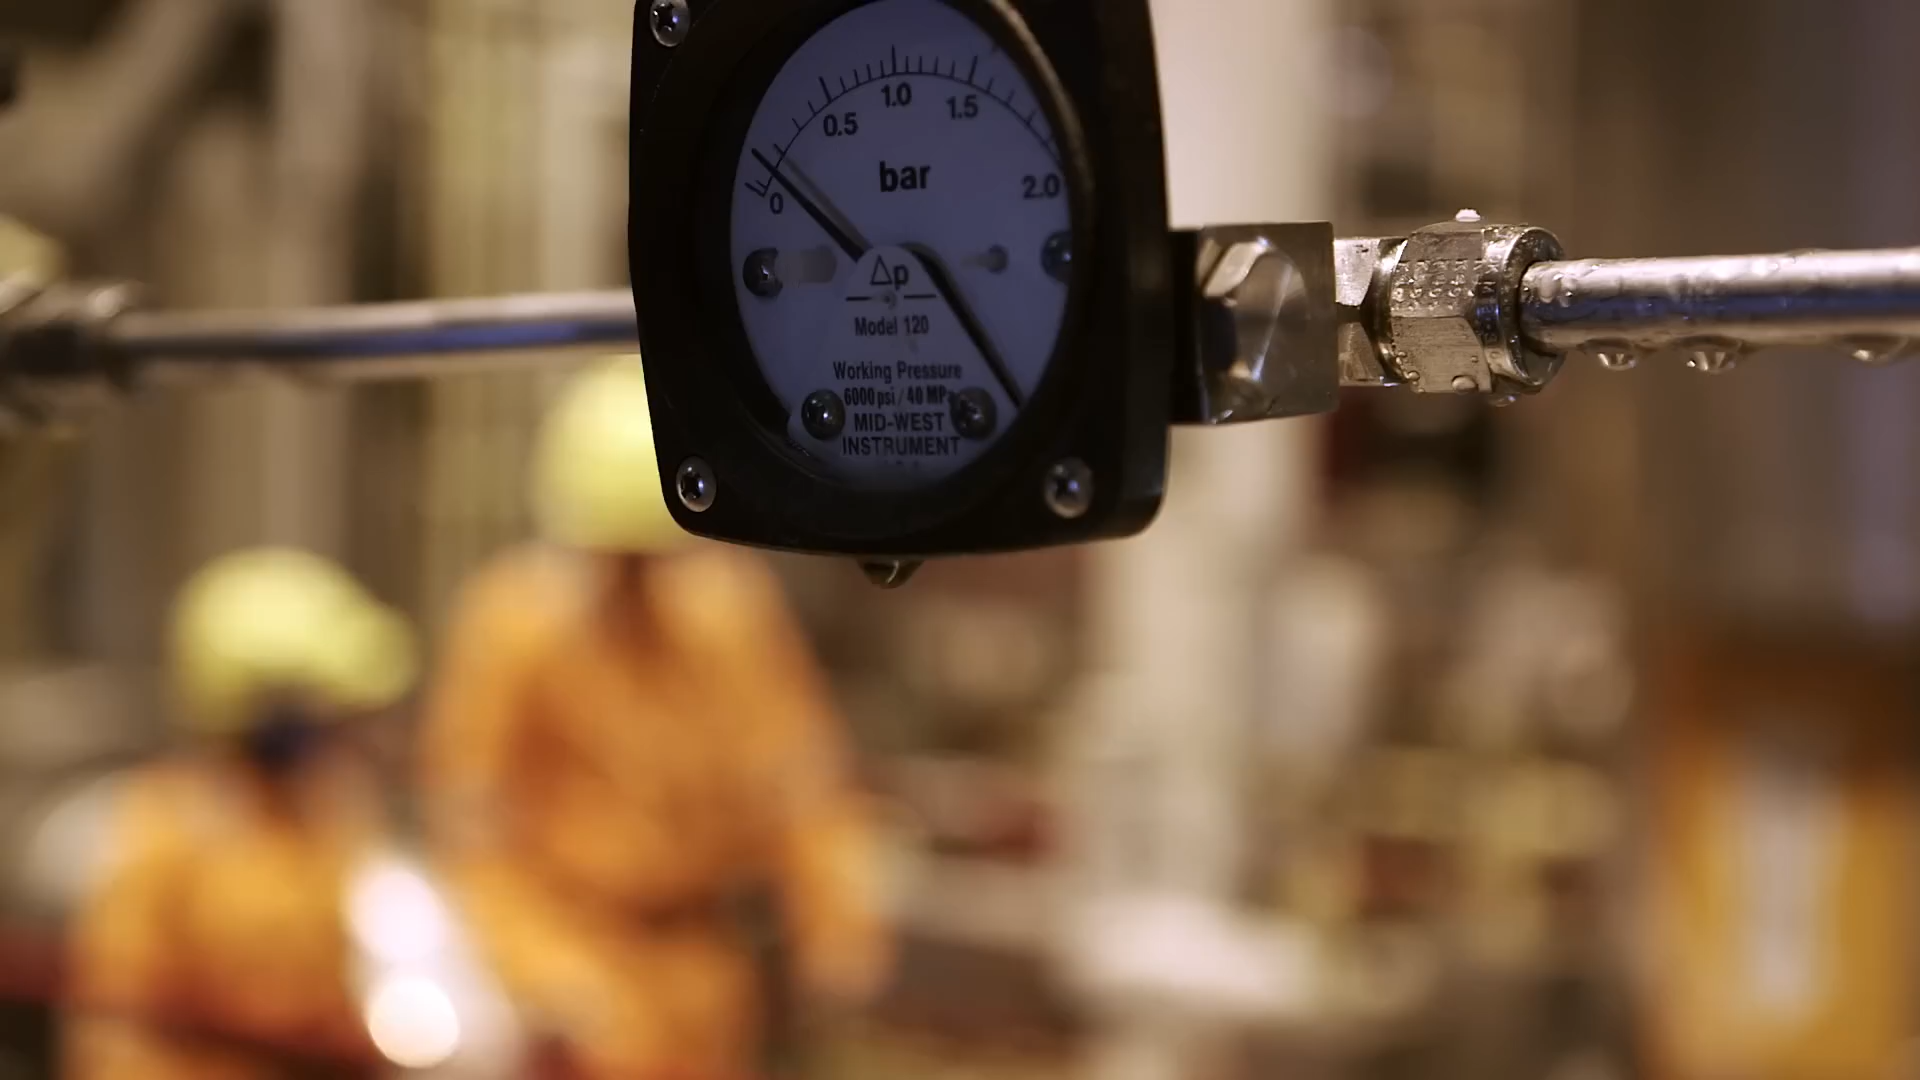 0 0.5 1.0 1.5 2.0
bar
Δp
Model 120
Working Pressure
6000 psi / 40 MPa
MID-WEST
INSTRUMENT